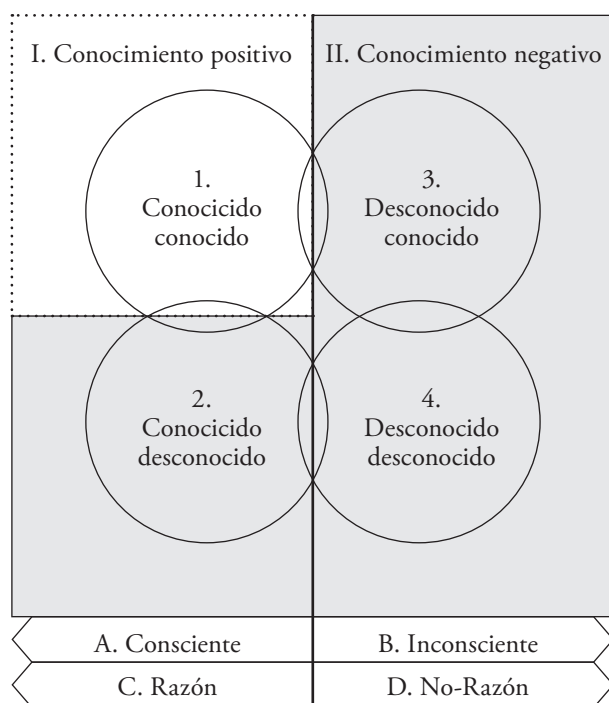 I. Conocimiento positivo
II. Conocimiento negativo
1.
Conocicido
conocido
3.
Desconocido
conocido
2.
Conocicido
desconocido
4.
Desconocido
desconocido
A. Consciente
B. Inconsciente
C. Razón
D. No-Razón